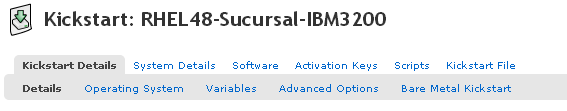 Kickstart: RHEL48-Sucursal-IBM3200
Kickstart Details System Details Software Activation Keys Scripts Kickstart File
Details Operating System Variables Advanced Options Bare Metal Kickstart